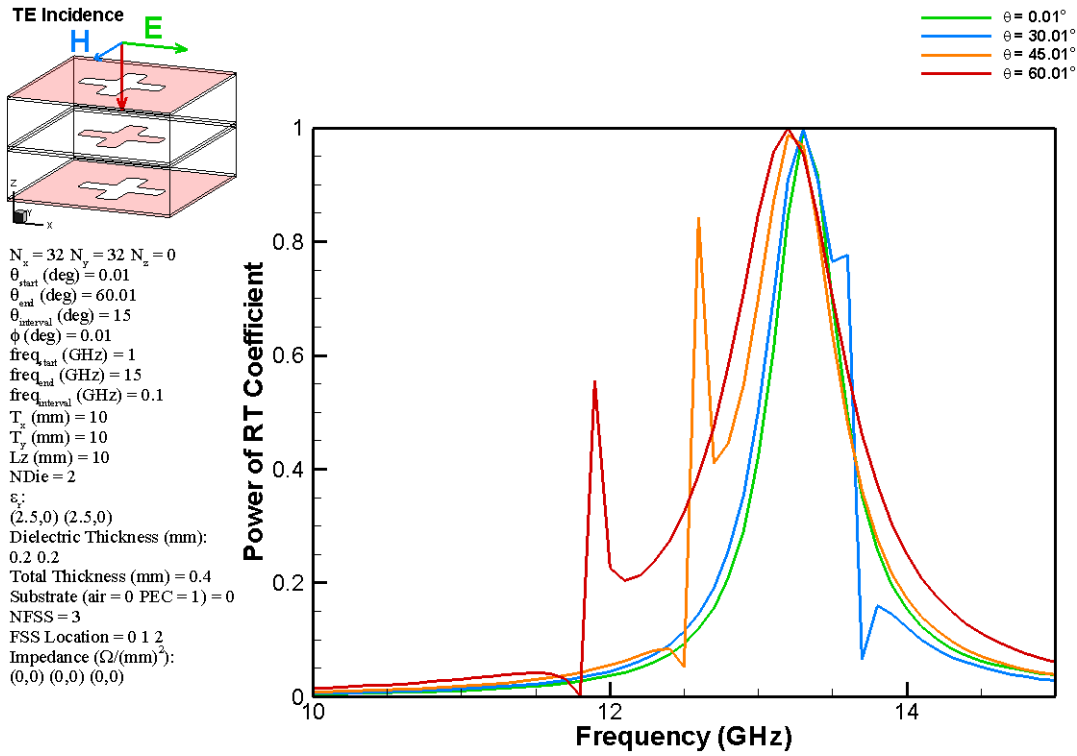 TE Incidence
E
H
Z
Y
X
θ = 0.01°
θ = 30.01°
θ = 45.01°
θ = 60.01°
N_x = 32 N_y = 32 N_z = 0
θ_start (deg) = 0.01
θ_end (deg) = 60.01
θ_interval (deg) = 15
ϕ (deg) = 0.01
freq_start (GHz) = 1
freq_end (GHz) = 15
freq_interval (GHz) = 0.1
T_x (mm) = 10
T_y (mm) = 10
Lz (mm) = 10
NDie = 2
ε_r:
(2.5,0) (2.5,0)
Dielectric Thickness (mm):
0.2 0.2
Total Thickness (mm) = 0.4
Substrate (air = 0 PEC = 1) = 0
NFSS = 3
FSS Location = 0 1 2
Impedance (Ω/(mm)²):
(0,0) (0,0) (0,0)
Power of RT Coefficient
1
0.8
0.6
0.4
0.2
0
10
12
14
Frequency (GHz)